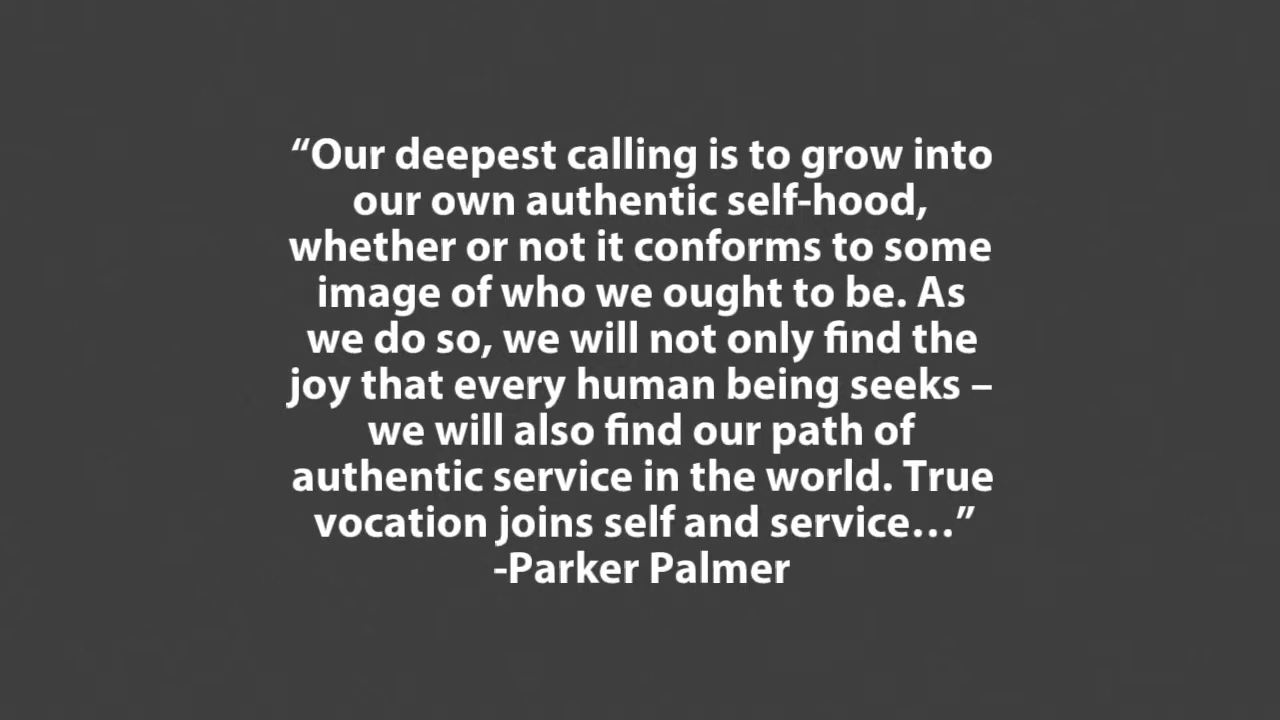 “Our deepest calling is to grow into
our own authentic self-hood,
whether or not it conforms to some
image of who we ought to be. As
we do so, we will not only find the
joy that every human being seeks –
we will also find our path of
authentic service in the world. True
vocation joins self and service…”
-Parker Palmer